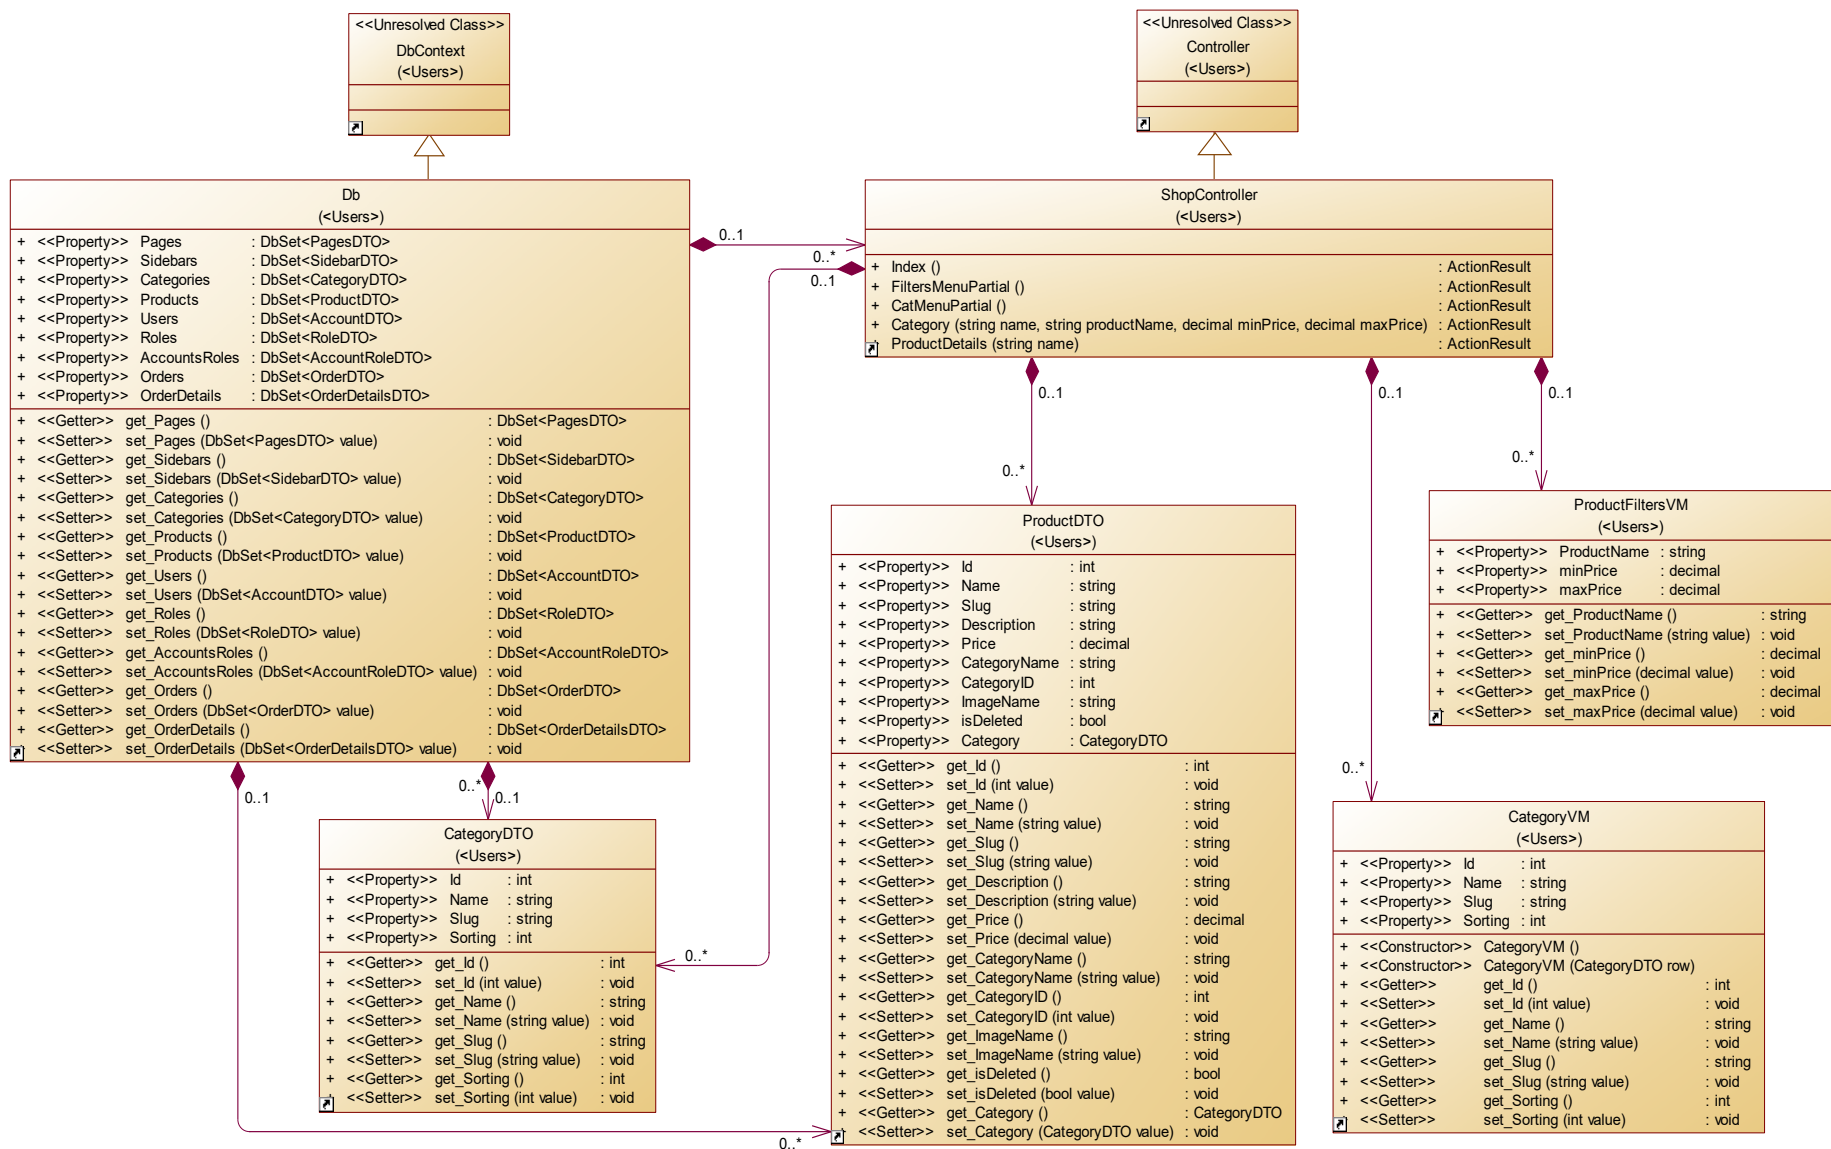 <<Unresolved Class>>
DbContext
(<Users>)
<<Unresolved Class>>
Controller
(<Users>)
Db
(<Users>)
+ <<Property>> Pages : DbSet<PagesDTO>
+ <<Property>> Sidebars : DbSet<SidebarDTO>
+ <<Property>> Categories : DbSet<CategoryDTO>
+ <<Property>> Products : DbSet<ProductDTO>
+ <<Property>> Users : DbSet<AccountDTO>
+ <<Property>> Roles : DbSet<RoleDTO>
+ <<Property>> AccountsRoles : DbSet<AccountRoleDTO>
+ <<Property>> Orders : DbSet<OrderDTO>
+ <<Property>> OrderDetails : DbSet<OrderDetailsDTO>
+ <<Getter>> get_Pages () : DbSet<PagesDTO>
+ <<Setter>> set_Pages (DbSet<PagesDTO> value) : void
+ <<Getter>> get_Sidebars () : DbSet<SidebarDTO>
+ <<Setter>> set_Sidebars (DbSet<SidebarDTO> value) : void
+ <<Getter>> get_Categories () : DbSet<CategoryDTO>
+ <<Setter>> set_Categories (DbSet<CategoryDTO> value) : void
+ <<Getter>> get_Products () : DbSet<ProductDTO>
+ <<Setter>> set_Products (DbSet<ProductDTO> value) : void
+ <<Getter>> get_Users () : DbSet<AccountDTO>
+ <<Setter>> set_Users (DbSet<AccountDTO> value) : void
+ <<Getter>> get_Roles () : DbSet<RoleDTO>
+ <<Setter>> set_Roles (DbSet<RoleDTO> value) : void
+ <<Getter>> get_AccountsRoles () : DbSet<AccountRoleDTO>
+ <<Setter>> set_AccountsRoles (DbSet<AccountRoleDTO> value) : void
+ <<Getter>> get_Orders () : DbSet<OrderDTO>
+ <<Setter>> set_Orders (DbSet<OrderDTO> value) : void
+ <<Getter>> get_OrderDetails () : DbSet<OrderDetailsDTO>
<<Setter>> set_OrderDetails (DbSet<OrderDetailsDTO> value) : void
0..1
0..*
0..1
ShopController
(<Users>)
+ Index () : ActionResult
+ FiltersMenuPartial () : ActionResult
+ CatMenuPartial () : ActionResult
+ Category (string name, string productName, decimal minPrice, decimal maxPrice) : ActionResult
ProductDetails (string name) : ActionResult
0..1
0..1
0..1
0..*
0..*
0..*
ProductFiltersVM
(<Users>)
+ <<Property>> ProductName : string
+ <<Property>> minPrice : decimal
+ <<Property>> maxPrice : decimal
+ <<Getter>> get_ProductName () : string
+ <<Setter>> set_ProductName (string value) : void
+ <<Getter>> get_minPrice () : decimal
+ <<Setter>> set_minPrice (decimal value) : void
+ <<Getter>> get_maxPrice () : decimal
<<Setter>> set_maxPrice (decimal value) : void
ProductDTO
(<Users>)
+ <<Property>> Id : int
+ <<Property>> Name : string
+ <<Property>> Slug : string
+ <<Property>> Description : string
+ <<Property>> Price : decimal
+ <<Property>> CategoryName : string
+ <<Property>> CategoryID : int
+ <<Property>> ImageName : string
+ <<Property>> isDeleted : bool
+ <<Property>> Category : CategoryDTO
+ <<Getter>> get_Id () : int
+ <<Setter>> set_Id (int value) : void
+ <<Getter>> get_Name () : string
+ <<Setter>> set_Name (string value) : void
+ <<Getter>> get_Slug () : string
+ <<Setter>> set_Slug (string value) : void
+ <<Getter>> get_Description () : string
+ <<Setter>> set_Description (string value) : void
+ <<Getter>> get_Price () : decimal
+ <<Setter>> set_Price (decimal value) : void
+ <<Getter>> get_CategoryName () : string
+ <<Setter>> set_CategoryName (string value) : void
+ <<Getter>> get_CategoryID () : int
+ <<Setter>> set_CategoryID (int value) : void
+ <<Getter>> get_ImageName () : string
+ <<Setter>> set_ImageName (string value) : void
+ <<Getter>> get_isDeleted () : bool
+ <<Setter>> set_isDeleted (bool value) : void
+ <<Getter>> get_Category () : CategoryDTO
<<Setter>> set_Category (CategoryDTO value) : void
0..1
0..*
0..1
0..*
0..*
CategoryDTO
(<Users>)
+ <<Property>> Id : int
+ <<Property>> Name : string
+ <<Property>> Slug : string
+ <<Property>> Sorting : int
+ <<Getter>> get_Id () : int
+ <<Setter>> set_Id (int value) : void
+ <<Getter>> get_Name () : string
+ <<Setter>> set_Name (string value) : void
+ <<Getter>> get_Slug () : string
+ <<Setter>> set_Slug (string value) : void
+ <<Getter>> get_Sorting () : int
<<Setter>> set_Sorting (int value) : void
CategoryVM
(<Users>)
+ <<Property>> Id : int
+ <<Property>> Name : string
+ <<Property>> Slug : string
+ <<Property>> Sorting : int
+ <<Constructor>> CategoryVM ()
+ <<Constructor>> CategoryVM (CategoryDTO row)
+ <<Getter>> get_Id () : int
+ <<Setter>> set_Id (int value) : void
+ <<Getter>> get_Name () : string
+ <<Setter>> set_Name (string value) : void
+ <<Getter>> get_Slug () : string
+ <<Setter>> set_Slug (string value) : void
+ <<Getter>> get_Sorting () : int
<<Setter>> set_Sorting (int value) : void